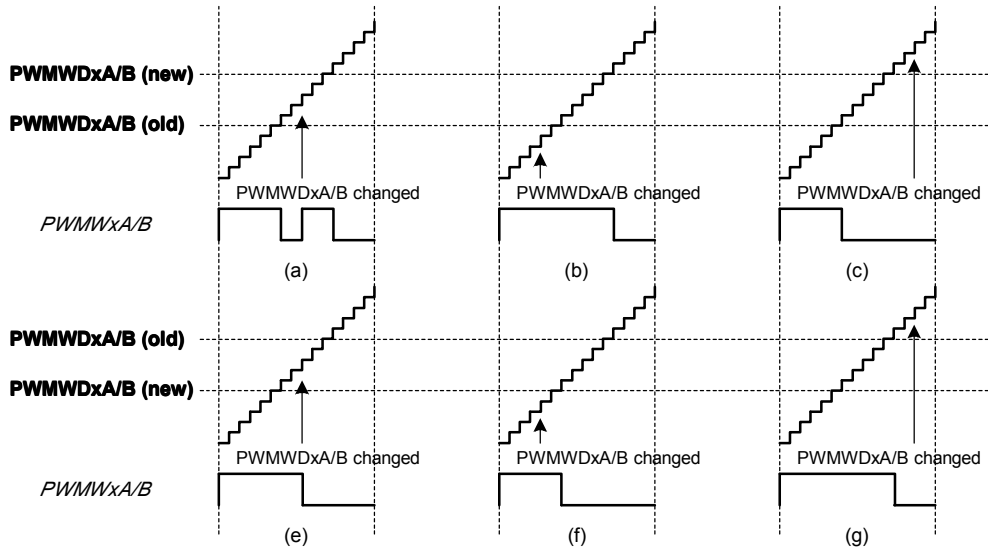 PWMWDxA/B (new)
PWMWDxA/B (old)
PWMWDxA/B changed
PWMWDxA/B changed
PWMWDxA/B changed
PWMWxA/B
(a)
(b)
(c)
PWMWDxA/B (old)
PWMWDxA/B (new)
PWMWDxA/B changed
PWMWDxA/B changed
PWMWDxA/B changed
PWMWxA/B
(e)
(f)
(g)